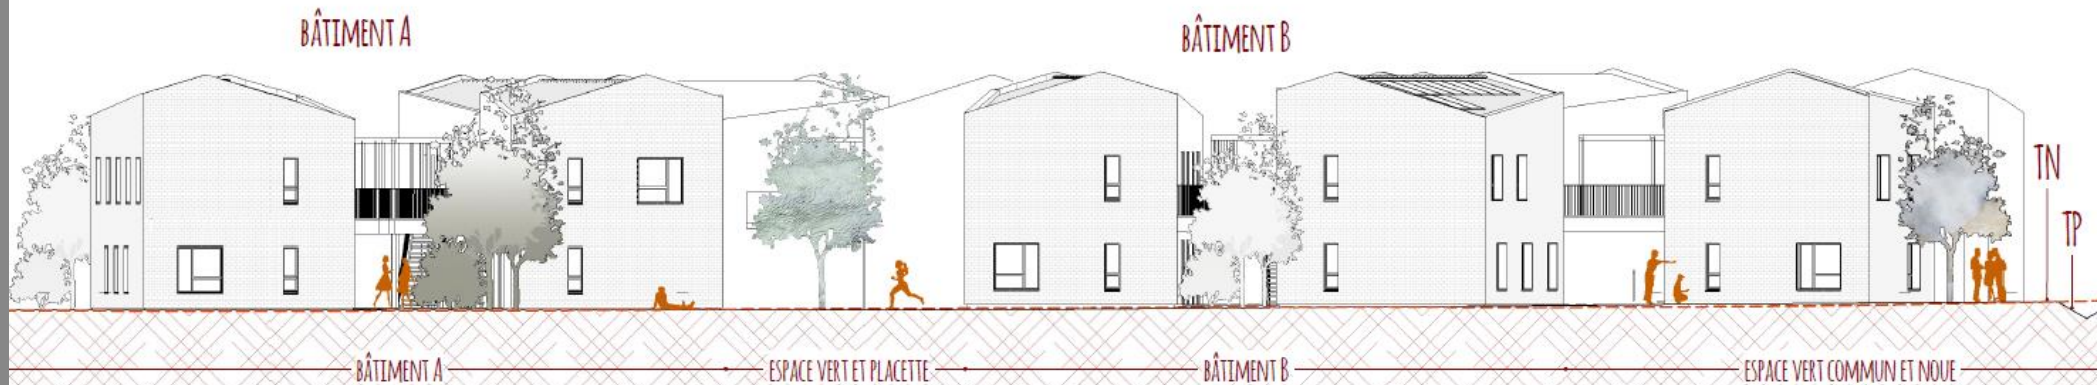 BÂTIMENT A
BÂTIMENT B
TN
TP
BÂTIMENT A
ESPACE VERT ET PLACETTE
BÂTIMENT B
ESPACE VERT COMMUN ET NOUE